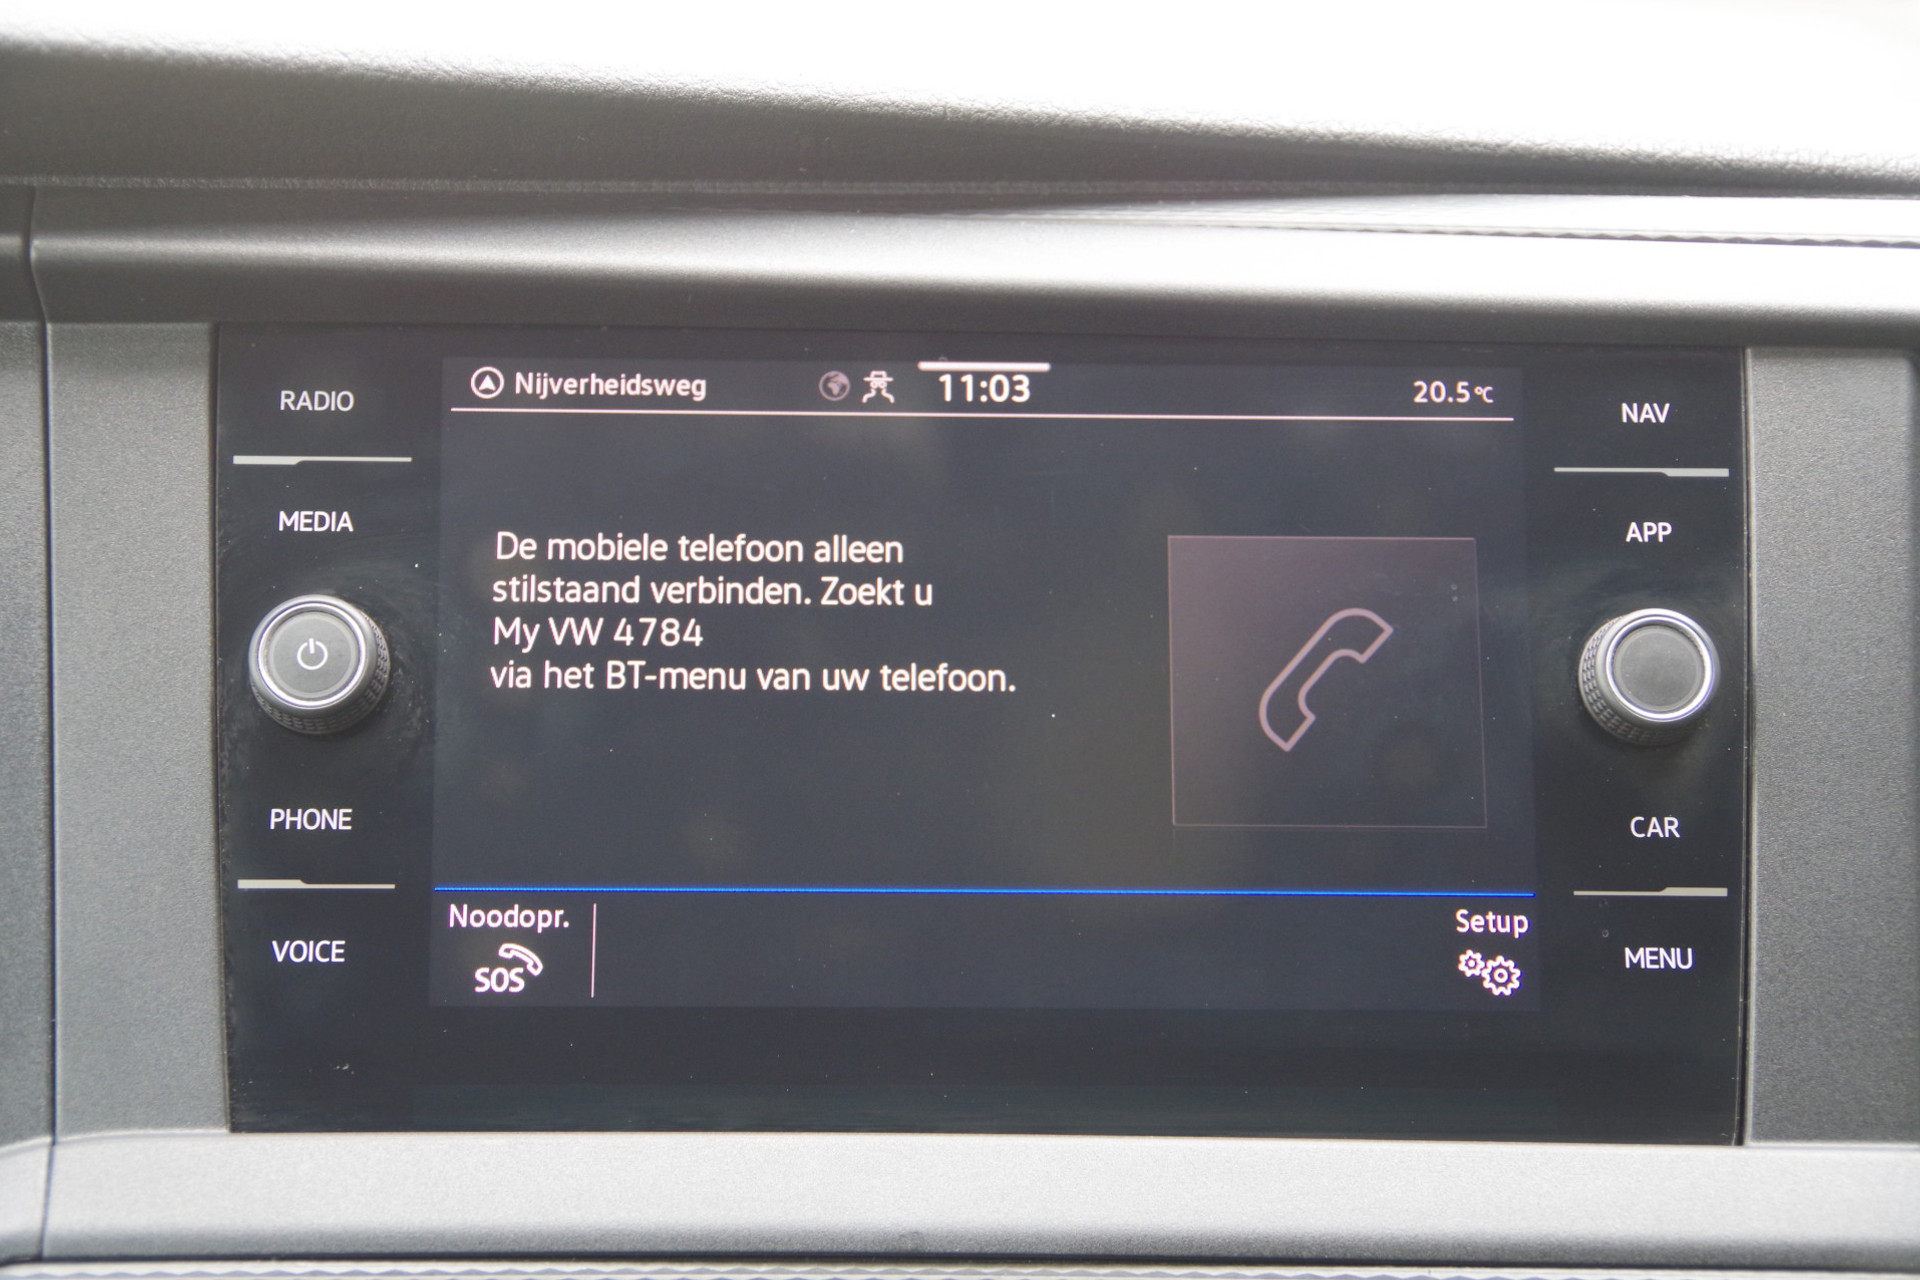 RADIO
MEDIA
PHONE
VOICE
Nijverheidsweg
11:03
20.5°C
De mobiele telefoon alleen
stilstaand verbinden. Zoekt u
My VW 4784
via het BT-menu van uw telefoon.
Noodopr.
SOS
Setup
NAV
APP
CAR
MENU